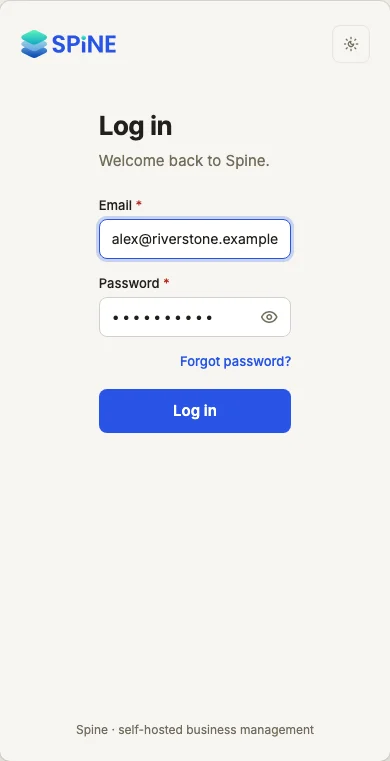 SPiNE
Log in
Welcome back to Spine.
Email *
alex@riverstone.example
Password *
••••••••••
Forgot password?
Log in
Spine · self-hosted business management